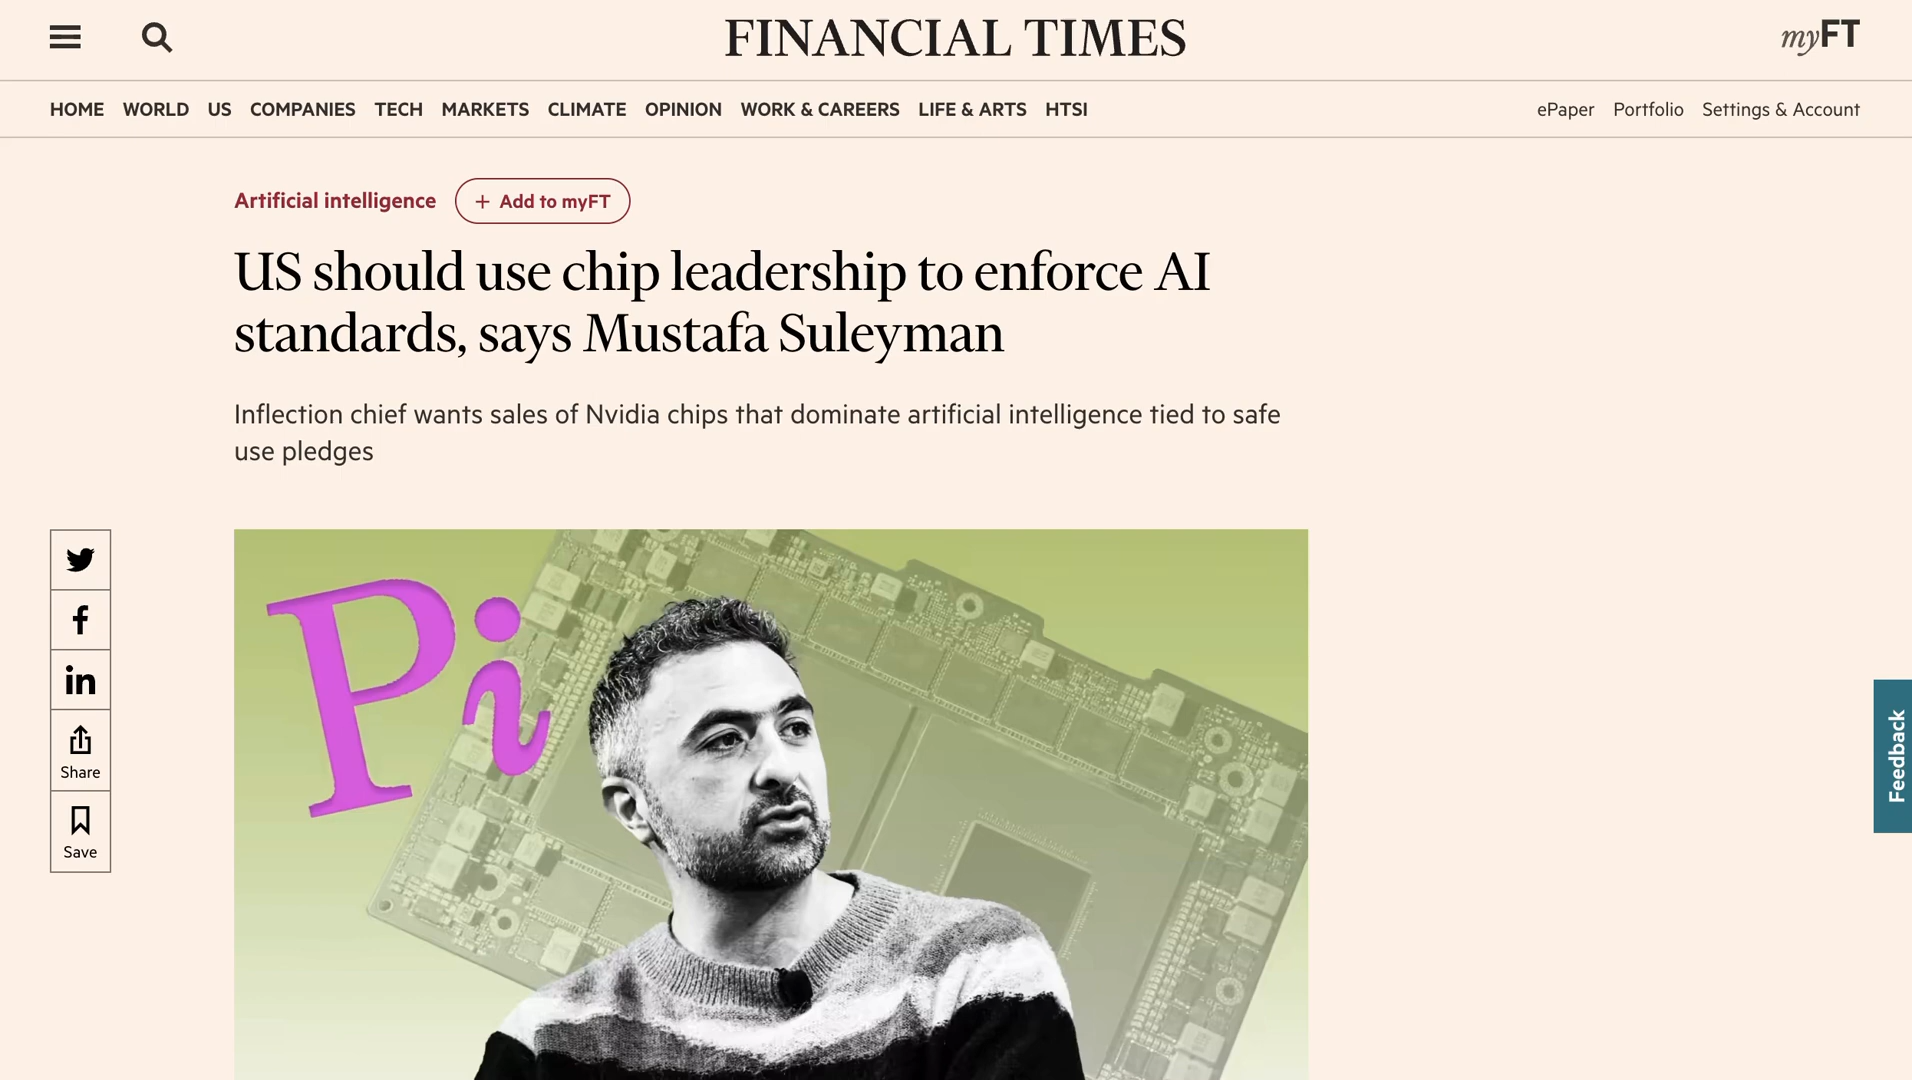 FINANCIAL TIMES
myFT
HOME WORLD US COMPANIES TECH MARKETS CLIMATE OPINION WORK & CAREERS LIFE & ARTS HTSI
ePaper Portfolio Settings & Account
Artificial intelligence
+ Add to myFT
US should use chip leadership to enforce AI
standards, says Mustafa Suleyman
Inflection chief wants sales of Nvidia chips that dominate artificial intelligence tied to safe
use pledges
Share
Save
Pi
Feedback